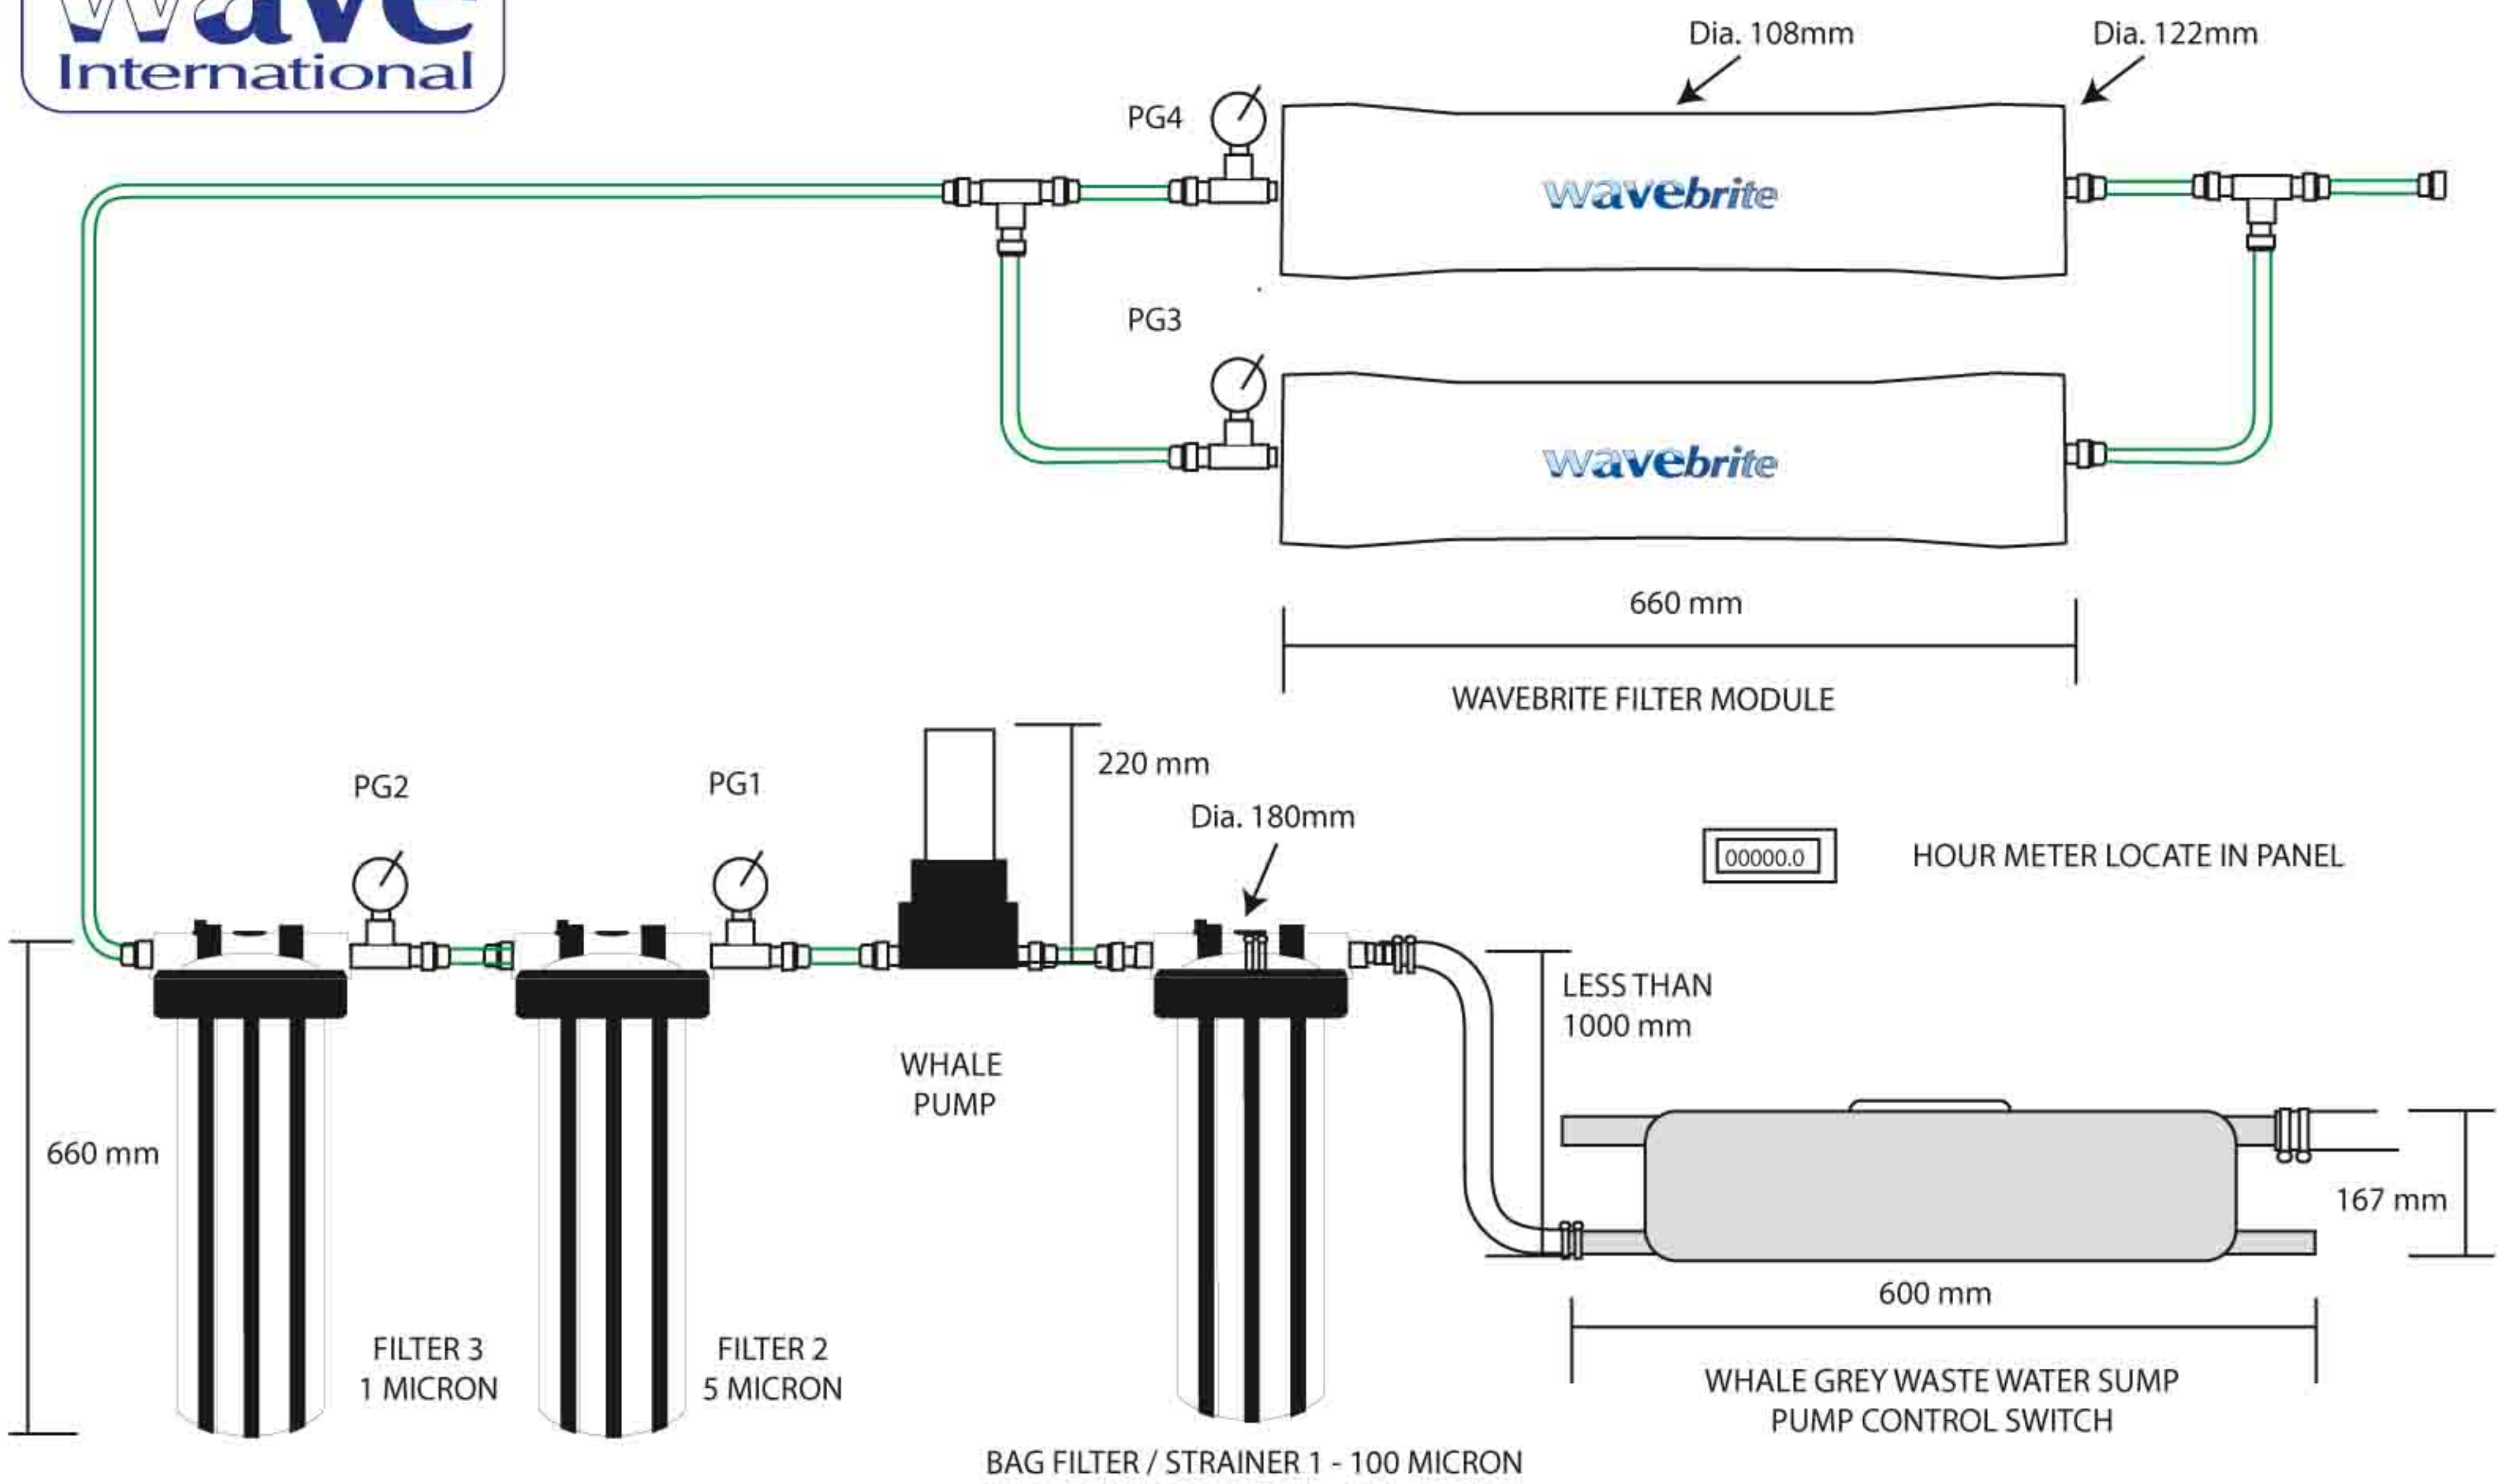 wave
International
Dia. 108mm
Dia. 122mm
PG4
wavebrite
PG3
wavebrite
660 mm
WAVEBRITE FILTER MODULE
220 mm
PG2
PG1
Dia. 180mm
00000.0
HOUR METER LOCATE IN PANEL
LESS THAN
1000 mm
WHALE
PUMP
660 mm
167 mm
600 mm
FILTER 3
1 MICRON
FILTER 2
5 MICRON
WHALE GREY WASTE WATER SUMP
PUMP CONTROL SWITCH
BAG FILTER / STRAINER 1 - 100 MICRON